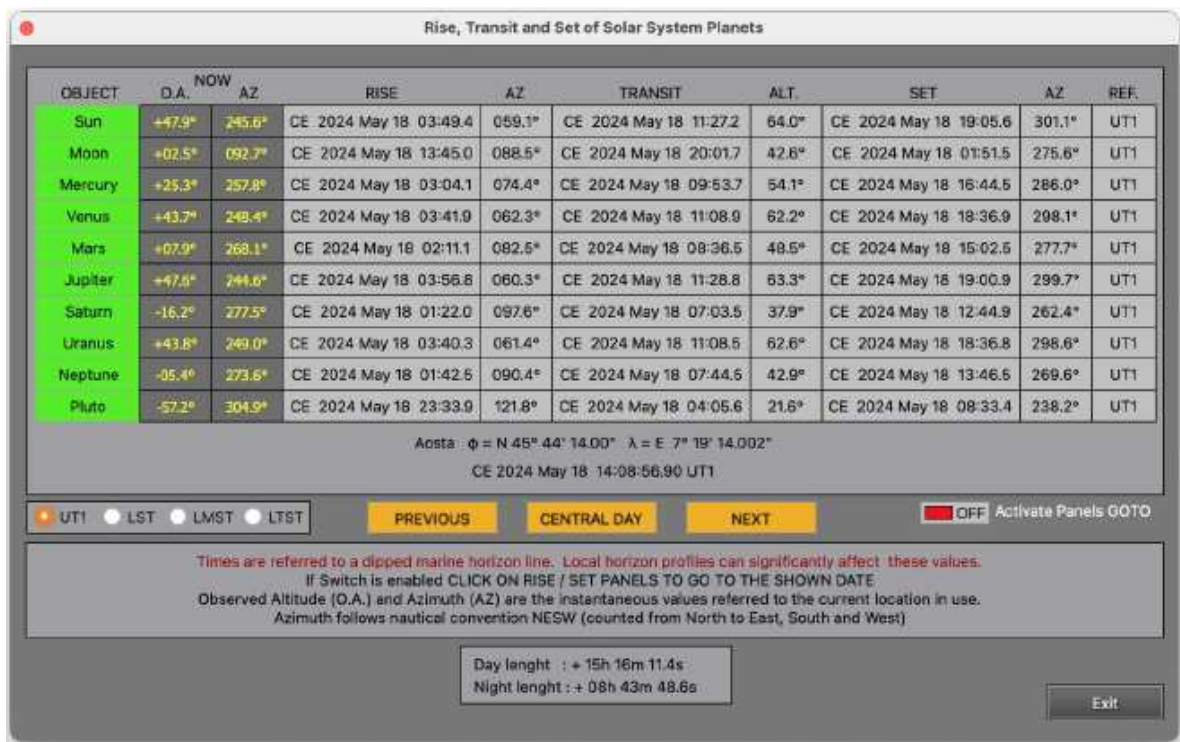 Rise, Transit and Set of Solar System Planets
NOW
OBJECT O.A. AZ RISE AZ TRANSIT ALT. SET AZ REF.
Sun +47.9° 245.6° CE 2024 May 18 03:49.4 059.1° CE 2024 May 18 11:27.2 64.0° CE 2024 May 18 19:05.6 301.1° UT1
Moon +02.5° 092.7° CE 2024 May 18 13:45.0 088.5° CE 2024 May 18 20:01.7 42.6° CE 2024 May 18 01:51.5 275.6° UT1
Mercury +25.3° 257.8° CE 2024 May 18 03:04.1 074.4° CE 2024 May 18 09:53.7 54.1° CE 2024 May 18 16:44.5 286.0° UT1
Venus +43.7° 248.4° CE 2024 May 18 03:41.9 062.3° CE 2024 May 18 11:08.9 62.2° CE 2024 May 18 18:36.9 298.1° UT1
Mars +07.9° 268.1° CE 2024 May 18 02:11.1 082.5° CE 2024 May 18 08:36.5 48.5° CE 2024 May 18 15:02.5 277.7° UT1
Jupiter +47.5° 244.6° CE 2024 May 18 03:56.8 060.3° CE 2024 May 18 11:28.8 63.3° CE 2024 May 18 19:00.9 299.7° UT1
Saturn -16.2° 277.5° CE 2024 May 18 01:22.0 097.6° CE 2024 May 18 07:03.5 37.9° CE 2024 May 18 12:44.9 262.4° UT1
Uranus +43.8° 249.0° CE 2024 May 18 03:40.3 061.4° CE 2024 May 18 11:08.5 62.6° CE 2024 May 18 18:36.8 298.6° UT1
Neptune -05.4° 273.6° CE 2024 May 18 01:42.5 090.4° CE 2024 May 18 07:44.5 42.9° CE 2024 May 18 13:46.5 269.6° UT1
Pluto -57.2° 304.9° CE 2024 May 18 23:33.9 121.8° CE 2024 May 18 04:05.6 21.6° CE 2024 May 18 08:33.4 238.2° UT1
Aosta φ = N 45° 44' 14.00" λ = E 7° 19' 14.002"
CE 2024 May 18 14:08:56.90 UT1
UT1 LST LMST LTST PREVIOUS CENTRAL DAY NEXT OFF Activate Panels GOTO
Times are referred to a dipped marine horizon line. Local horizon profiles can significantly affect these values.
If Switch is enabled CLICK ON RISE / SET PANELS TO GO TO THE SHOWN DATE
Observed Altitude (O.A.) and Azimuth (AZ) are the instantaneous values referred to the current location in use.
Azimuth follows nautical convention NESW (counted from North to East, South and West)
Day lenght : + 15h 16m 11.4s
Night lenght : + 08h 43m 48.6s
Exit